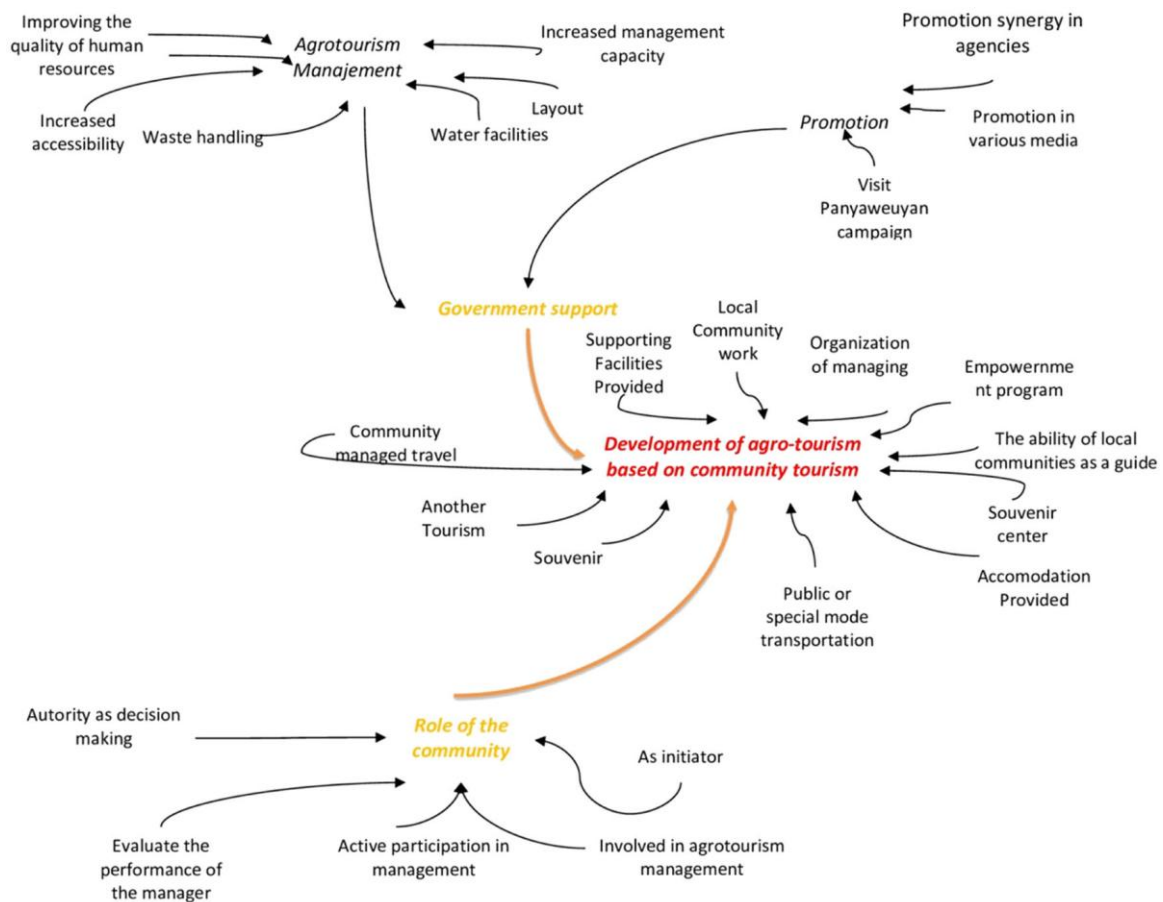 Improving the
quality of human
resources
Agrotourism
Manajement
Increased management
capacity
Promotion synergy in
agencies
Increased
accessibility
Waste handling
Water facilities
Layout
Promotion
Promotion in
various media
Visit
Panyaweuyan
campaign
Government support
Supporting
Facilities
Provided
Local
Community
work
Organization
of managing
Empowernme
nt program
Community
managed travel
Development of agro-tourism
based on community tourism
The ability of local
communities as a guide
Another
Tourism
Souvenir
Souvenir
center
Public or
special mode
transportation
Accomodation
Provided
Autority as decision
making
Role of the
community
As initiator
Evaluate the
performance of
the manager
Active participation in
management
Involved in agrotourism
management